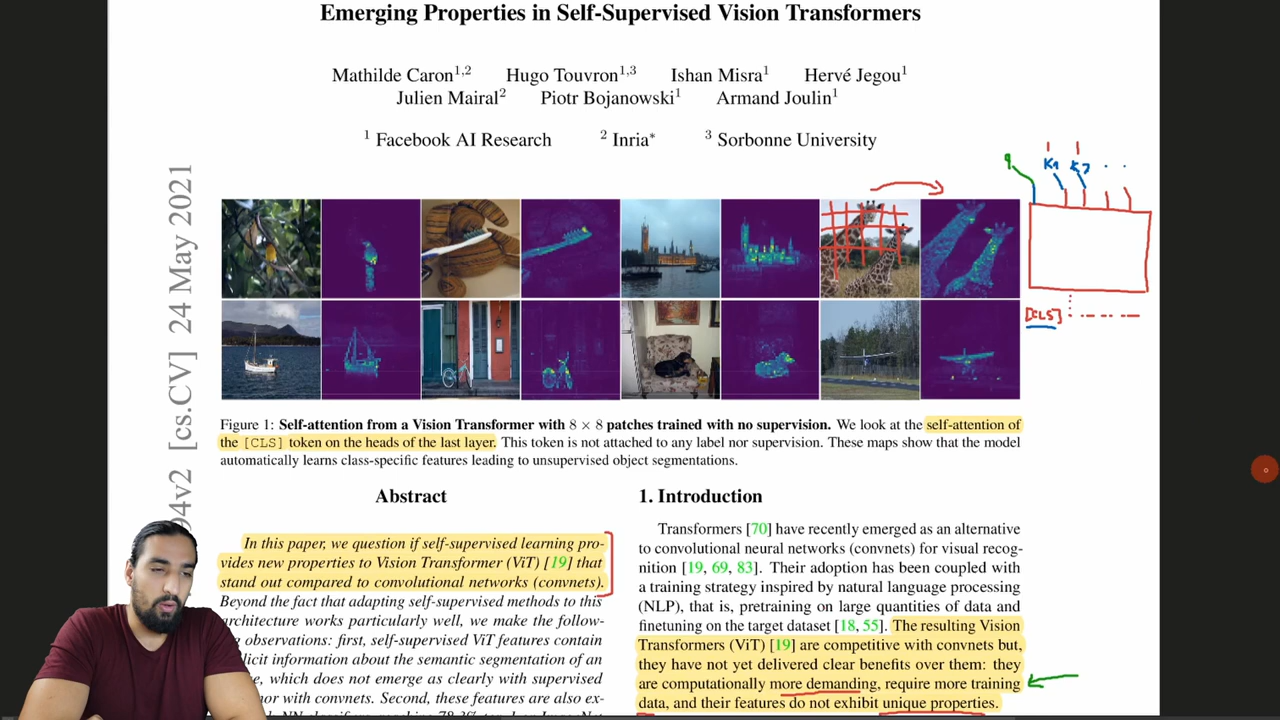 Emerging Properties in Self-Supervised Vision Transformers
Mathilde Caron1,2 Hugo Touvron1,3 Ishan Misra1 Hervé Jegou1
Julien Mairal2 Piotr Bojanowski1 Armand Joulin1
1 Facebook AI Research 2 Inria* 3 Sorbonne University
94v2 [cs.CV] 24 May 2021
q K1 K2 . .
[CLS]
Figure 1: Self-attention from a Vision Transformer with 8 × 8 patches trained with no supervision. We look at the self-attention of
the [CLS] token on the heads of the last layer. This token is not attached to any label nor supervision. These maps show that the model
automatically learns class-specific features leading to unsupervised object segmentations.
Abstract
In this paper, we question if self-supervised learning pro-
vides new properties to Vision Transformer (ViT) [19] that
stand out compared to convolutional networks (convnets).
Beyond the fact that adapting self-supervised methods to this
architecture works particularly well, we make the follow-
observations: first, self-supervised ViT features contain
information about the semantic segmentation of an
which does not emerge as clearly with supervised
nor with convnets. Second, these features are also ex-
1. Introduction
Transformers [70] have recently emerged as an alternative
to convolutional neural networks (convnets) for visual recog-
nition [19, 69, 83]. Their adoption has been coupled with
a training strategy inspired by natural language processing
(NLP), that is, pretraining on large quantities of data and
finetuning on the target dataset [18, 55]. The resulting Vision
Transformers (ViT) [19] are competitive with convnets but,
they have not yet delivered clear benefits over them: they
are computationally more demanding, require more training
data, and their features do not exhibit unique properties.